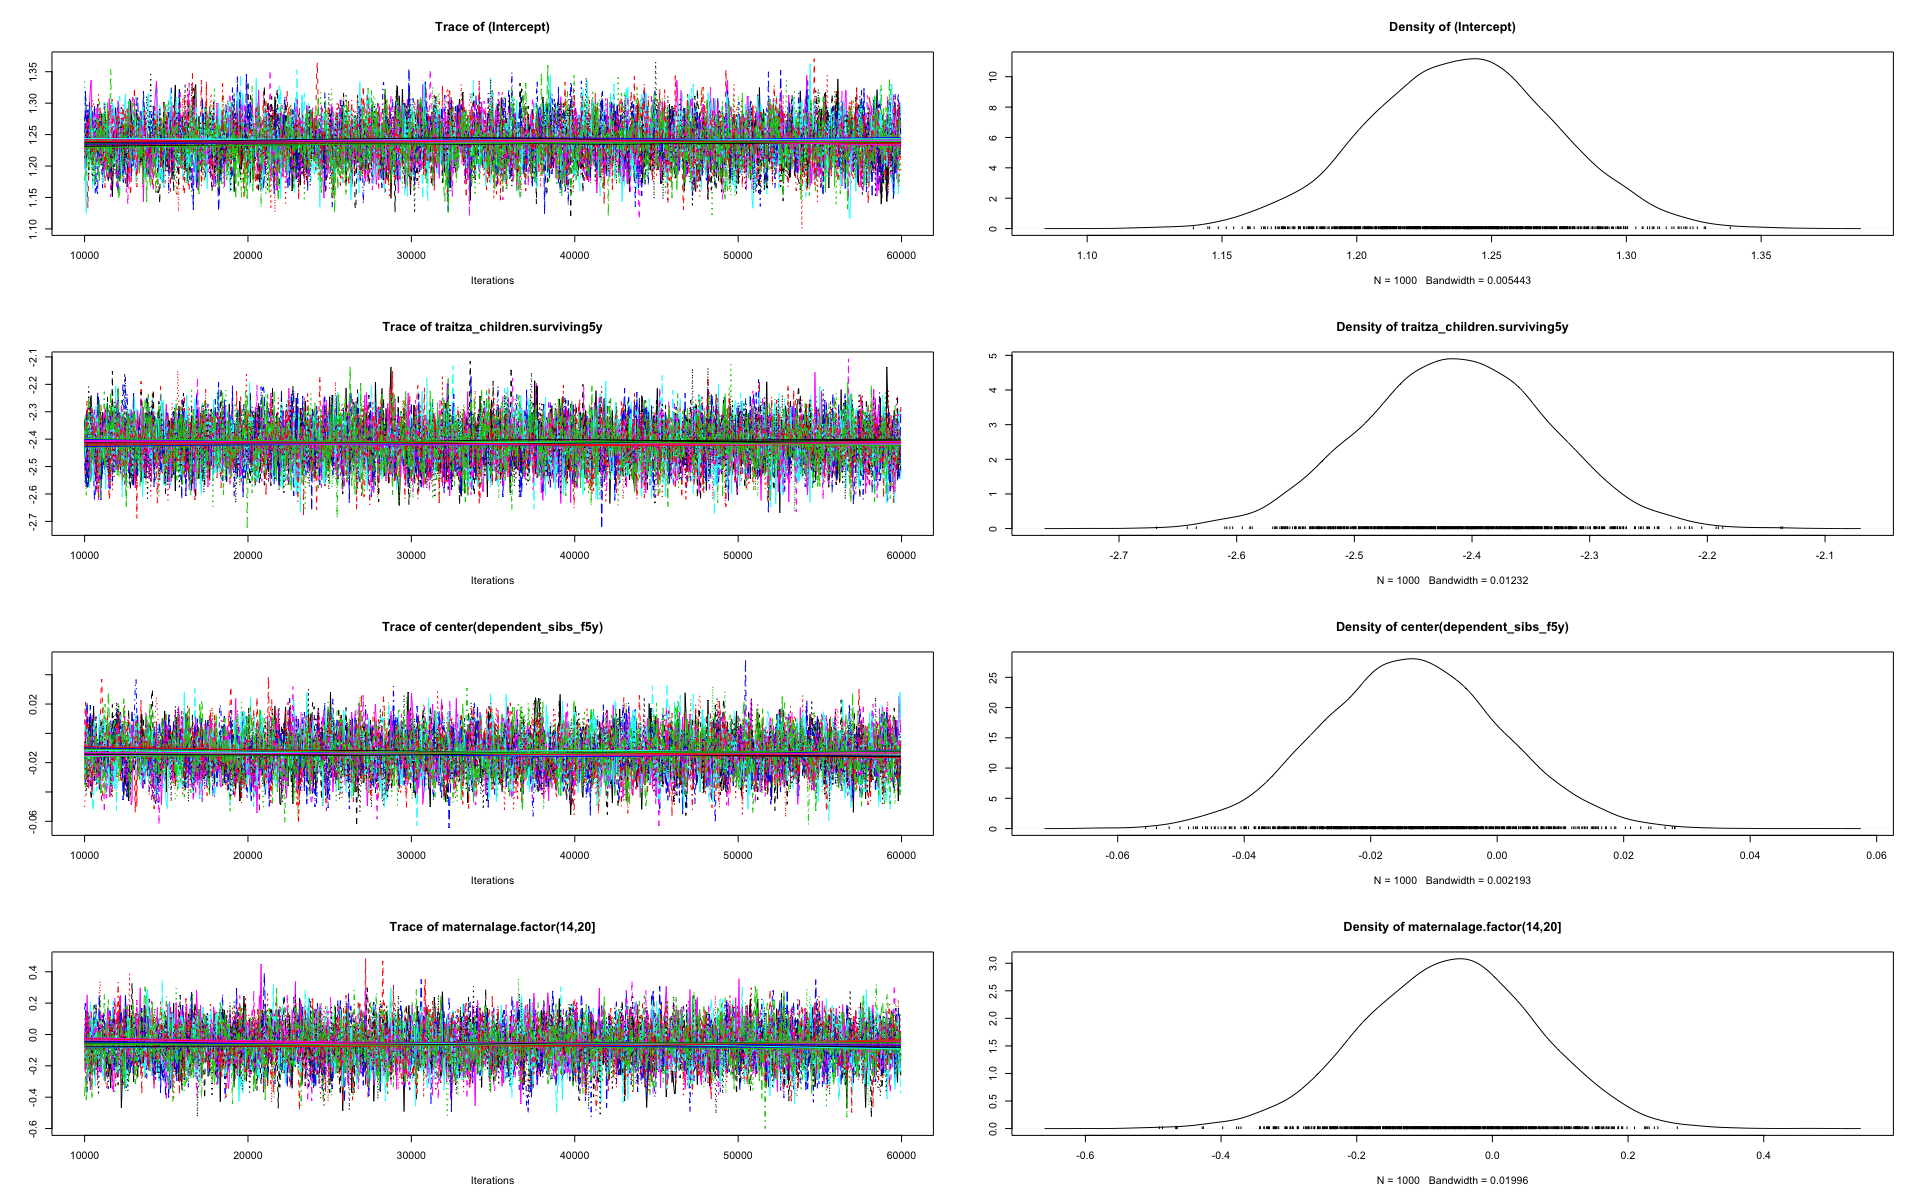 Trace of (Intercept)
1.10 1.15 1.20 1.25 1.30 1.35
10000 20000 30000 40000 50000 60000
Iterations
Density of (Intercept)
0 2 4 6 8 10
1.10 1.15 1.20 1.25 1.30 1.35
N = 1000 Bandwidth = 0.005443
Trace of traitza_children.surviving5y
-2.7 -2.6 -2.5 -2.4 -2.3 -2.2 -2.1
10000 20000 30000 40000 50000 60000
Iterations
Density of traitza_children.surviving5y
0 1 2 3 4 5
-2.7 -2.6 -2.5 -2.4 -2.3 -2.2 -2.1
N = 1000 Bandwidth = 0.01232
Trace of center(dependent_sibs_f5y)
-0.06 -0.02 0.02
10000 20000 30000 40000 50000 60000
Iterations
Density of center(dependent_sibs_f5y)
0 5 10 15 20 25
-0.06 -0.04 -0.02 0.00 0.02 0.04 0.06
N = 1000 Bandwidth = 0.002193
Trace of maternalage.factor(14,20]
-0.6 -0.4 -0.2 0.0 0.2 0.4
10000 20000 30000 40000 50000 60000
Iterations
Density of maternalage.factor(14,20]
0.0 0.5 1.0 1.5 2.0 2.5 3.0
-0.6 -0.4 -0.2 0.0 0.2 0.4
N = 1000 Bandwidth = 0.01996